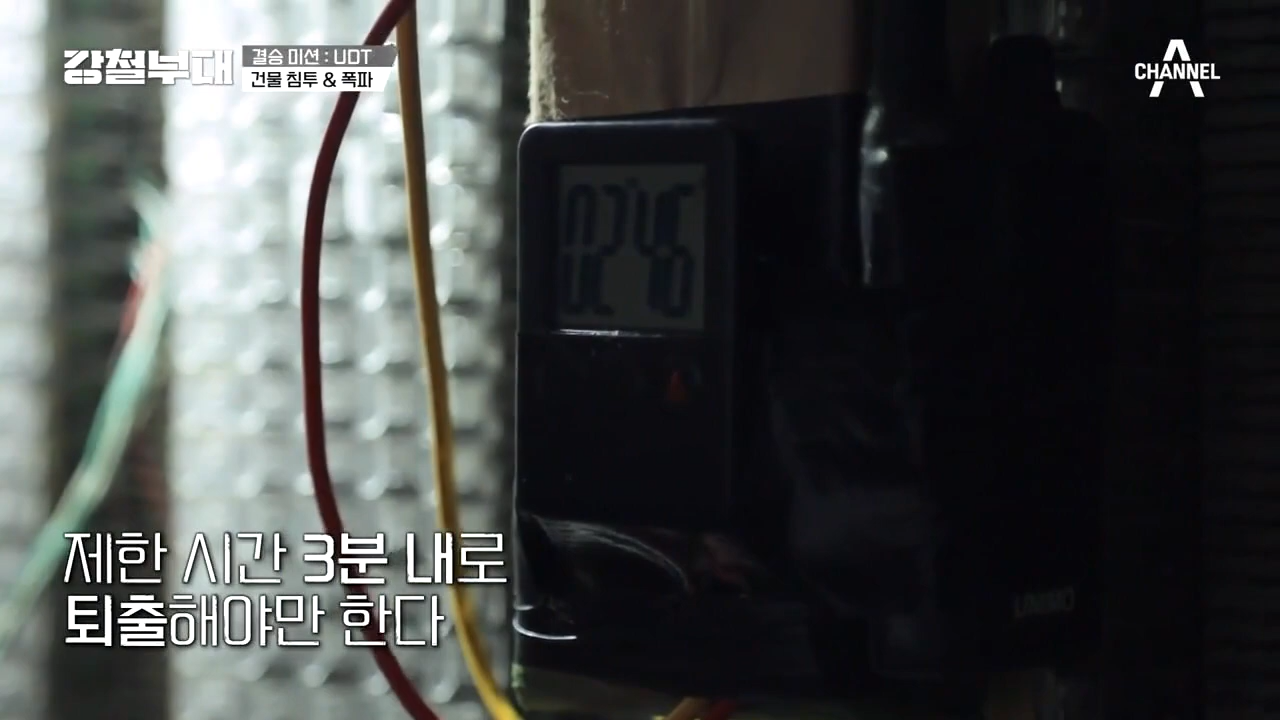 강철부대
결승 미션 : UDT
건물 침투 & 폭파
CHANNEL A
02 46
제한 시간 3분 내로
퇴출해야만 한다